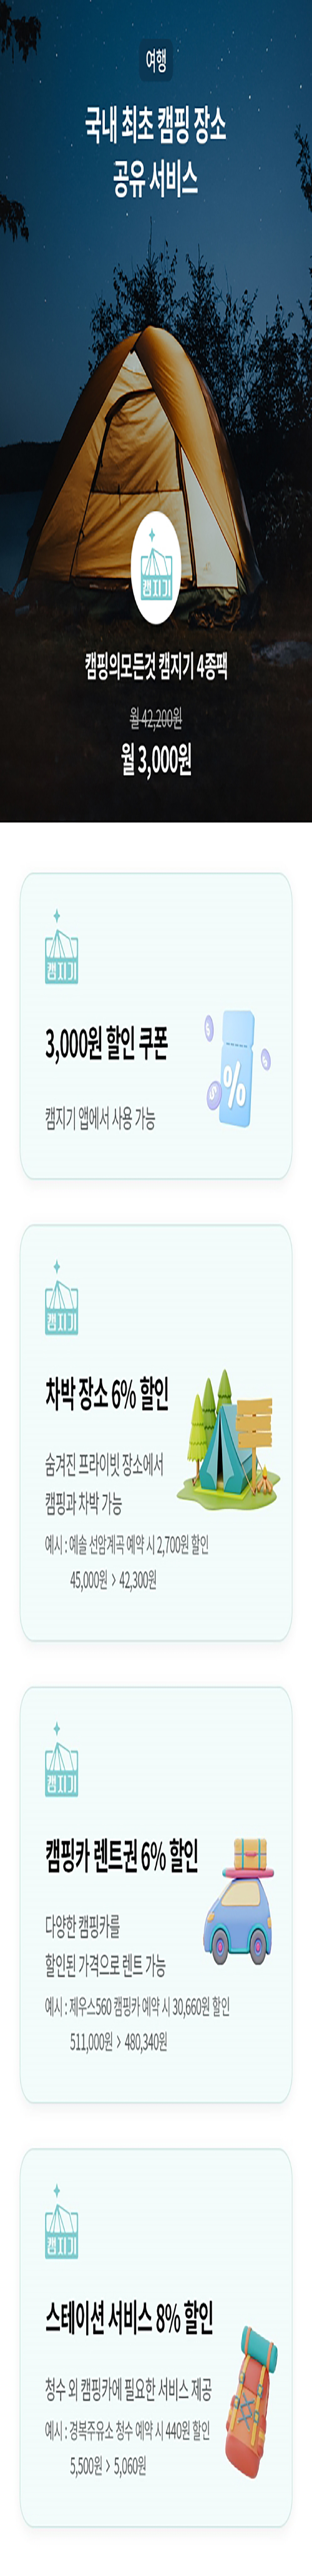 여행
국내 최초 캠핑 장소
공유 서비스
캠지기
캠핑의모든것 캠지기 4종팩
월 42,200원
월 3,000원
캠지기
3,000원 할인 쿠폰
캠지기 앱에서 사용 가능
%
캠지기
차박 장소 6% 할인
숨겨진 프라이빗 장소에서
캠핑과 차박 가능
예시 : 예술 선암계곡 예약 시 2,700원 할인
45,000원 > 42,300원
캠지기
캠핑카 렌트권 6% 할인
다양한 캠핑카를
할인된 가격으로 렌트 가능
예시 : 제우스560 캠핑카 예약 시 30,660원 할인
511,000원 > 480,340원
캠지기
스테이션 서비스 8% 할인
청수 외 캠핑카에 필요한 서비스 제공
예시 : 경복주유소 청수 예약 시 440원 할인
5,500원 > 5,060원